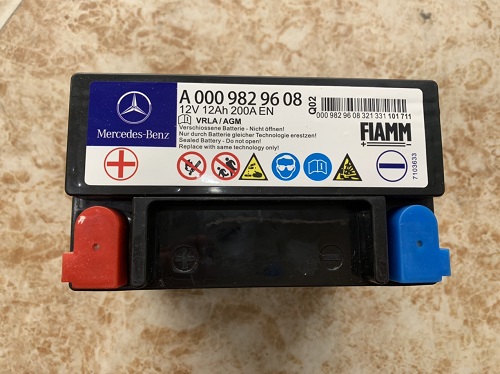 Mercedes-Benz
A 000 982 96 08
12V 12Ah 200A EN
VRLA / AGM
Verschlossene Batterie - Nicht öffnen!
Nur durch Batterie gleicher Technologie erestzen!
Sealed Battery - Do not open!
Replace with same technology only!
Q02
000 982 96 08 321 331 101 711
FIAMM
7103633